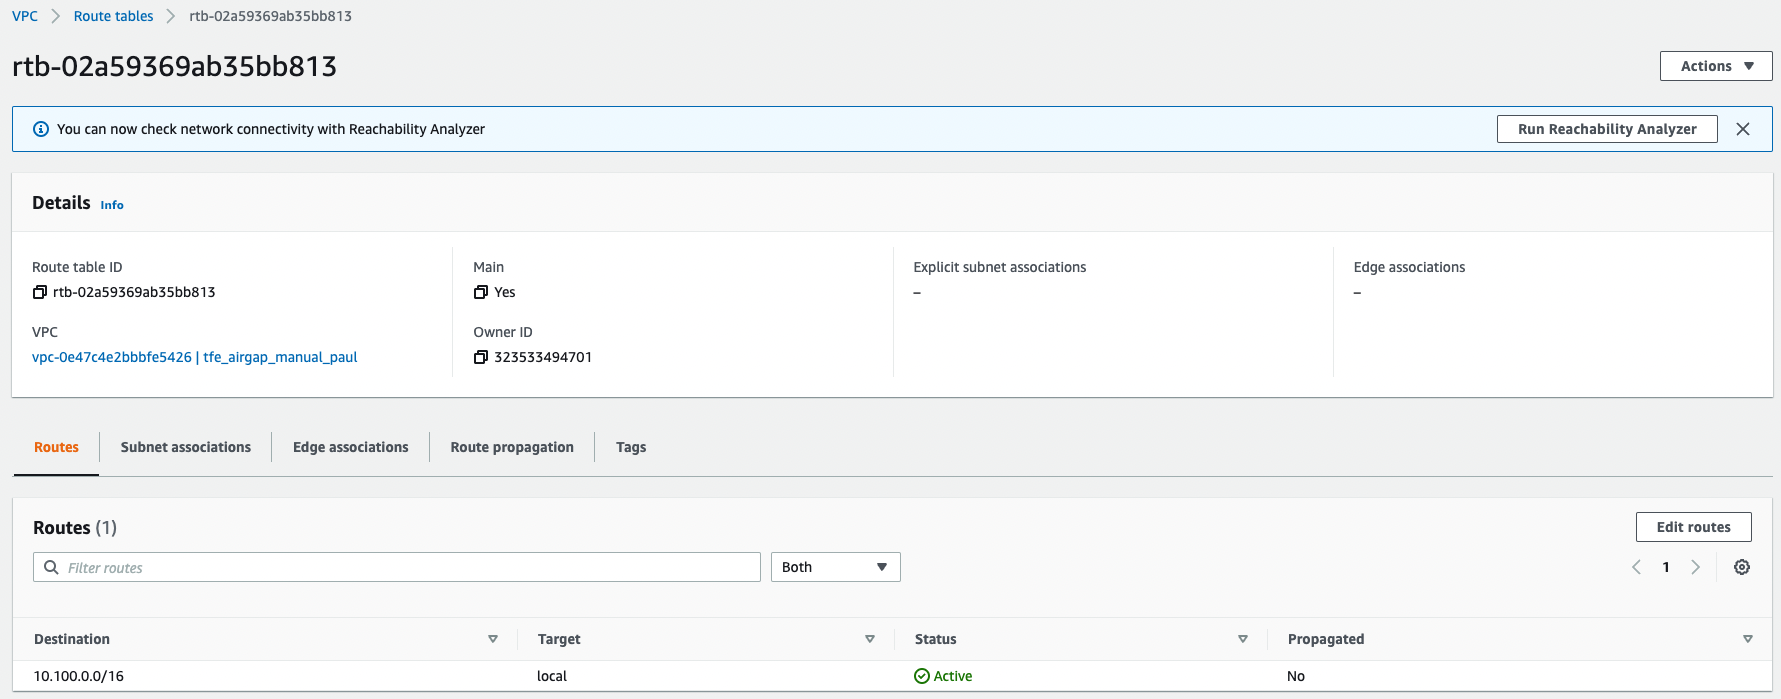 VPC > Route tables > rtb-02a59369ab35bb813
rtb-02a59369ab35bb813
Actions
You can now check network connectivity with Reachability Analyzer
Run Reachability Analyzer
Details Info
Route table ID
rtb-02a59369ab35bb813
VPC
vpc-0e47c4e2bbbfe5426 | tfe_airgap_manual_paul
Main
Yes
Owner ID
323533494701
Explicit subnet associations
–
Edge associations
–
Routes Subnet associations Edge associations Route propagation Tags
Routes (1)
Edit routes
Filter routes
Both
1
Destination Target Status Propagated
10.100.0.0/16 local Active No